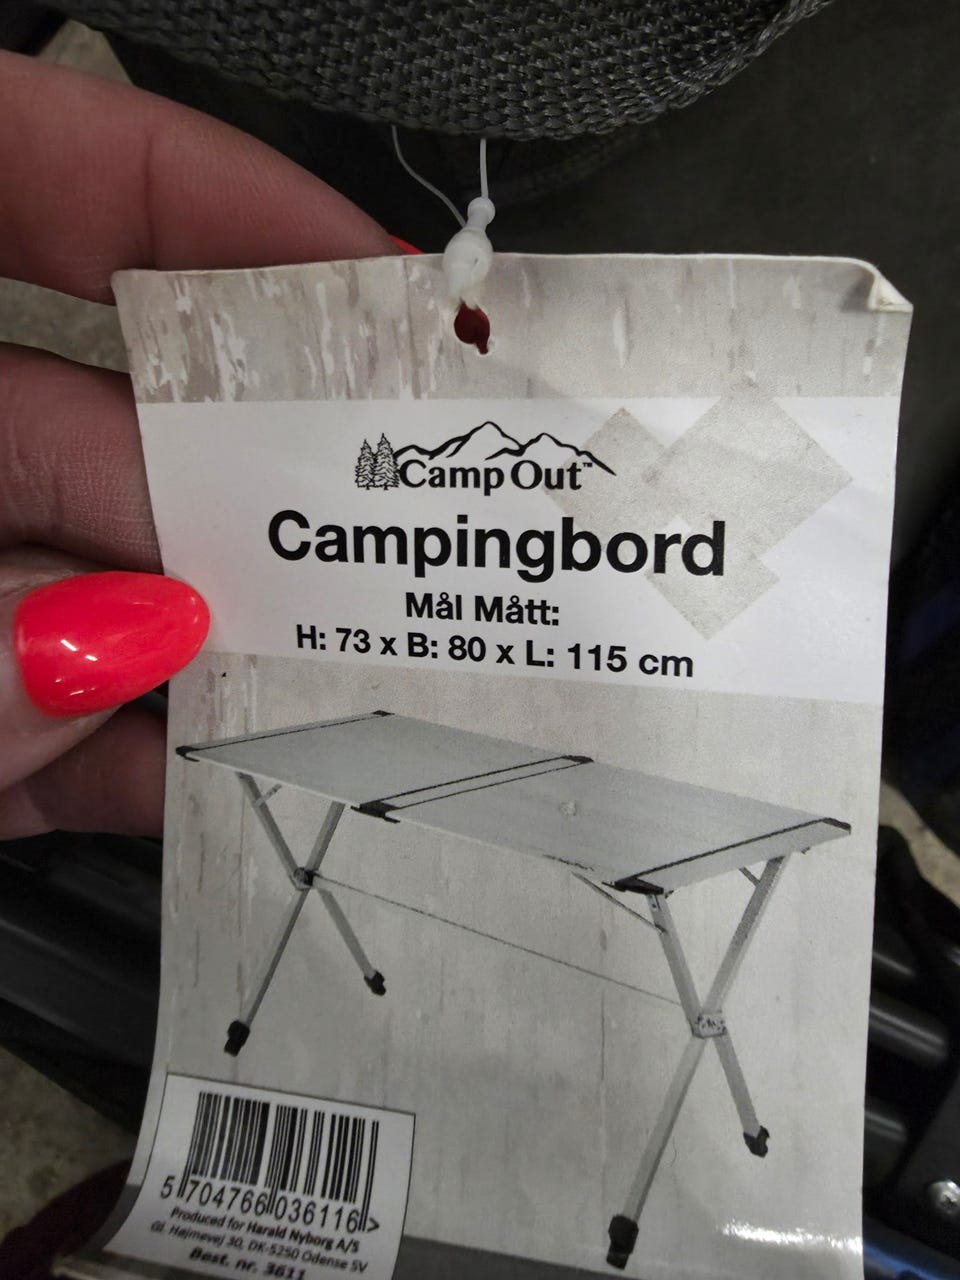 Camp Out™
Campingbord
Mål Mått:
H: 73 x B: 80 x L: 115 cm
5 704766 036116 >
Produced for Harald Nyborg A/S
Gl. Højmevej 30, DK-5250 Odense SV
Best. nr. 3611